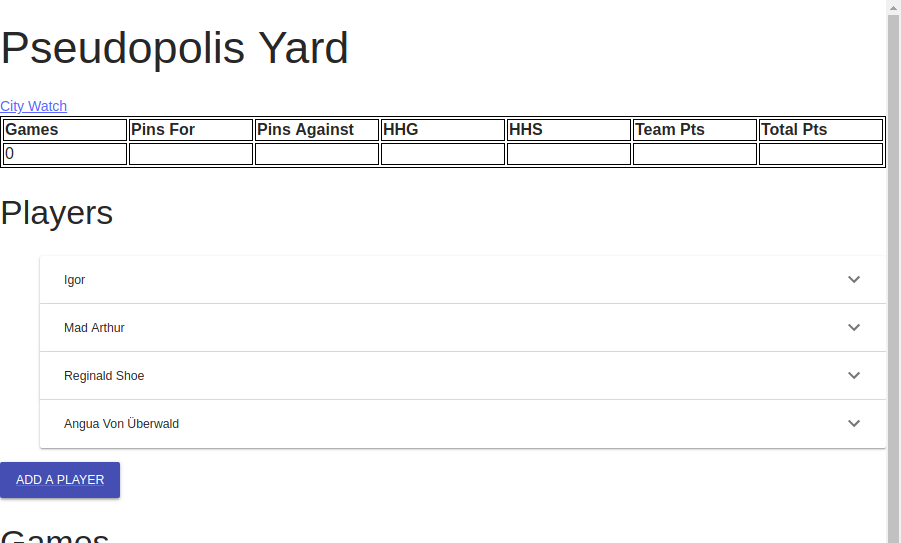 Pseudopolis Yard
City Watch
Games Pins For Pins Against HHG HHS Team Pts Total Pts
0
Players
Igor
Mad Arthur
Reginald Shoe
Angua Von Überwald
ADD A PLAYER
Games